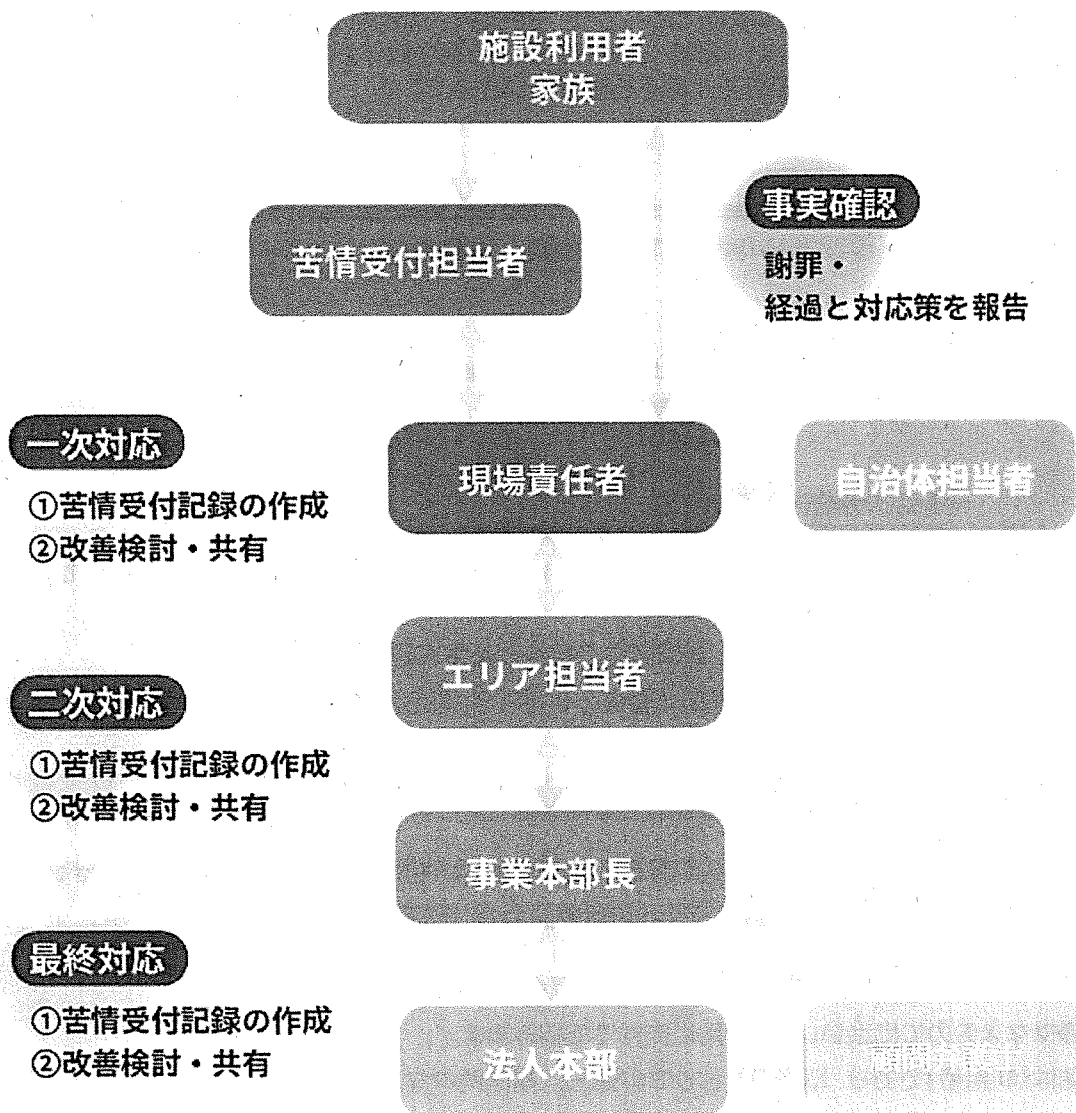 施設利用者
家族
事実確認
謝罪・
経過と対応策を報告
苦情受付担当者
一次対応
①苦情受付記録の作成
②改善検討・共有
現場責任者
自治体担当者
エリア担当者
二次対応
①苦情受付記録の作成
②改善検討・共有
事業本部長
最終対応
①苦情受付記録の作成
②改善検討・共有
法人本部
顧問弁護士